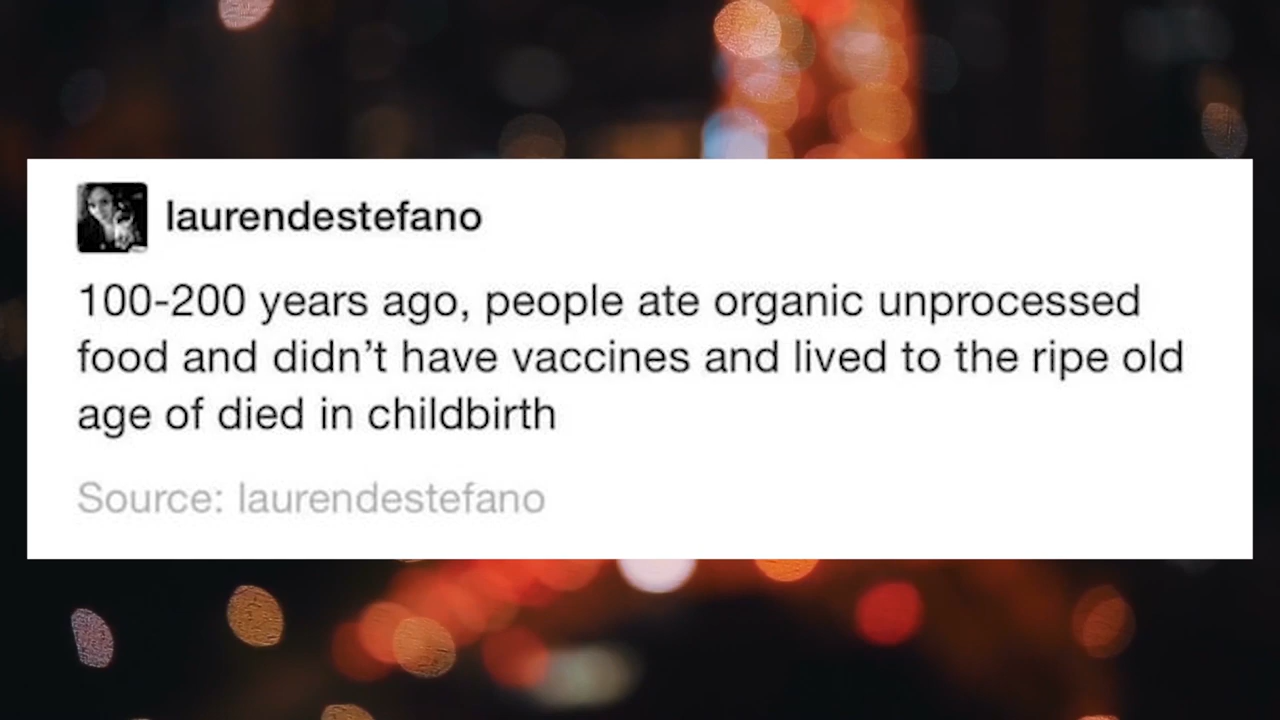 laurendestefano
100-200 years ago, people ate organic unprocessed
food and didn’t have vaccines and lived to the ripe old
age of died in childbirth
Source: laurendestefano